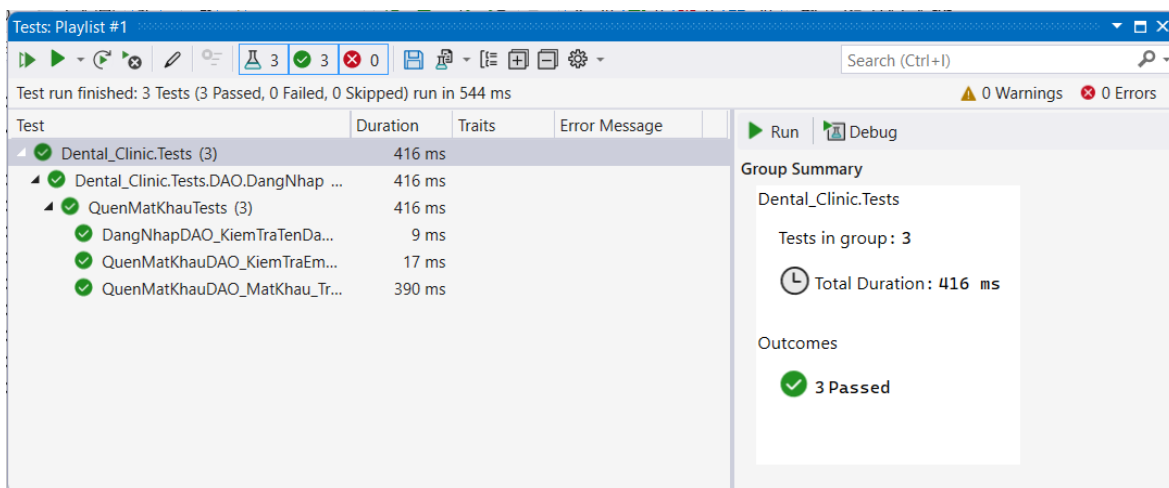 Tests: Playlist #1
3 3 0 Search (Ctrl+I)
Test run finished: 3 Tests (3 Passed, 0 Failed, 0 Skipped) run in 544 ms 0 Warnings 0 Errors
Test Duration Traits Error Message
Dental_Clinic.Tests (3) 416 ms
Dental_Clinic.Tests.DAO.DangNhap ... 416 ms
QuenMatKhauTests (3) 416 ms
DangNhapDAO_KiemTraTenDa... 9 ms
QuenMatKhauDAO_KiemTraEm... 17 ms
QuenMatKhauDAO_MatKhau_Tr... 390 ms
Run Debug
Group Summary
Dental_Clinic.Tests
Tests in group: 3
Total Duration: 416 ms
Outcomes
3 Passed